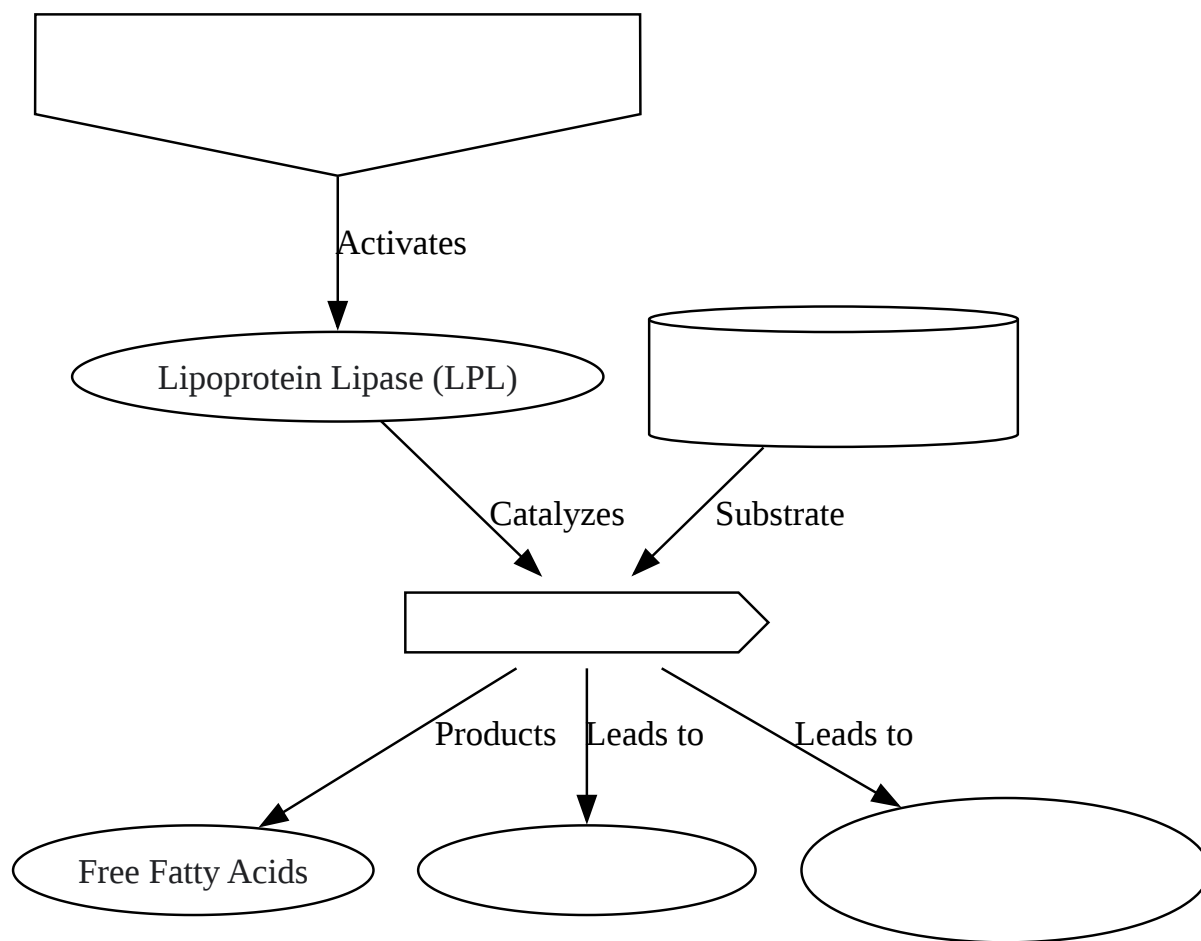 Activates
Lipoprotein Lipase (LPL)
Catalyzes
Substrate
Products
Leads to
Leads to
Free Fatty Acids